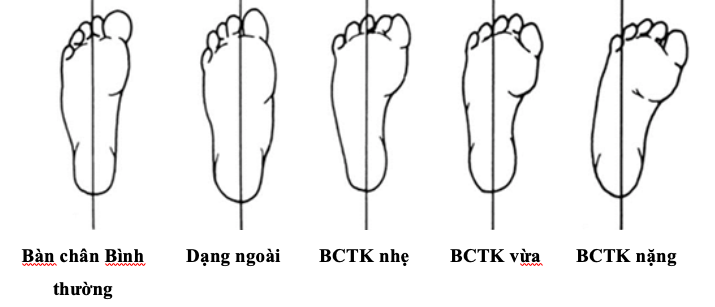 Bàn chân Bình thường
Dạng ngoài
BCTK nhẹ
BCTK vừa
BCTK nặng